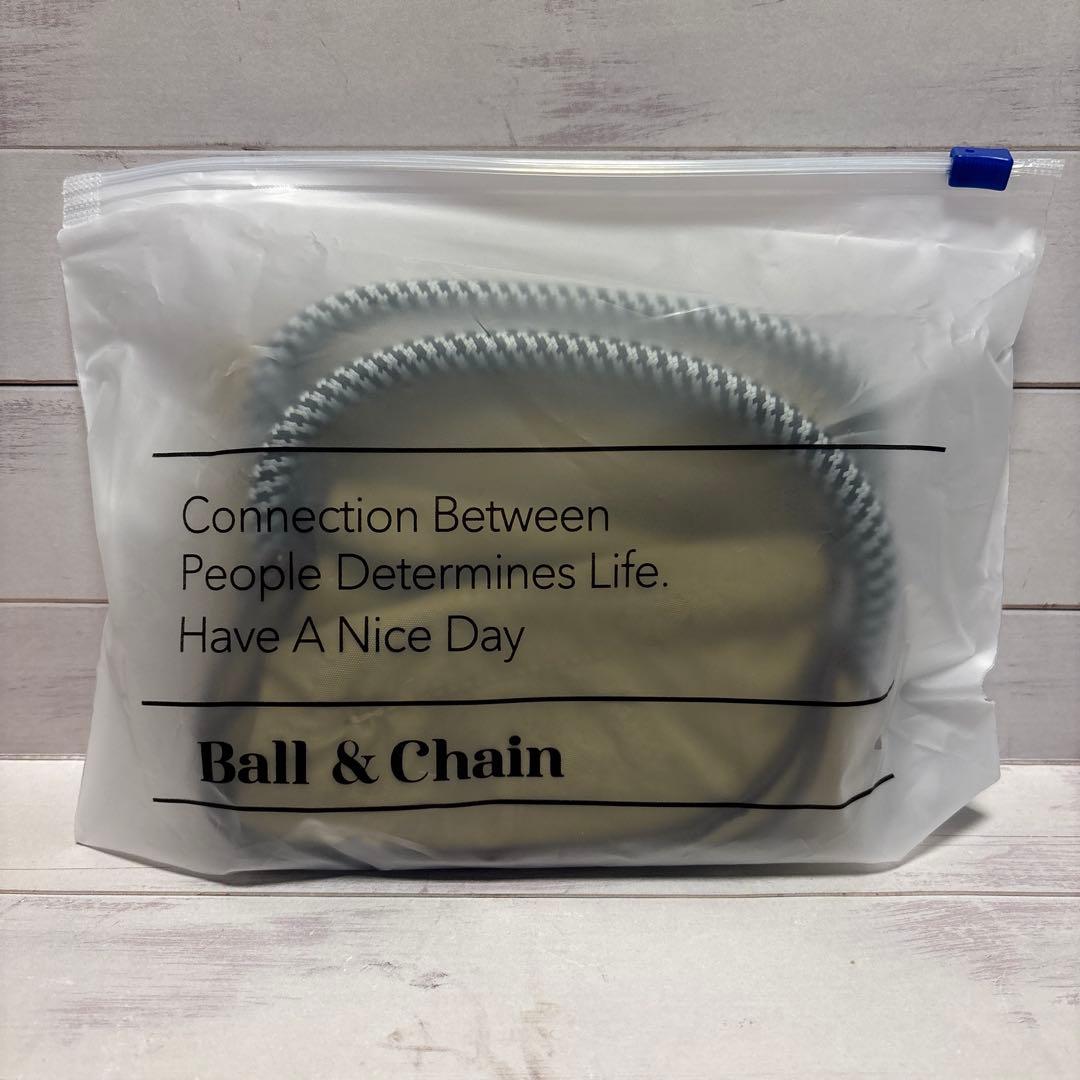 Connection Between
People Determines Life.
Have A Nice Day
Ball & Chain